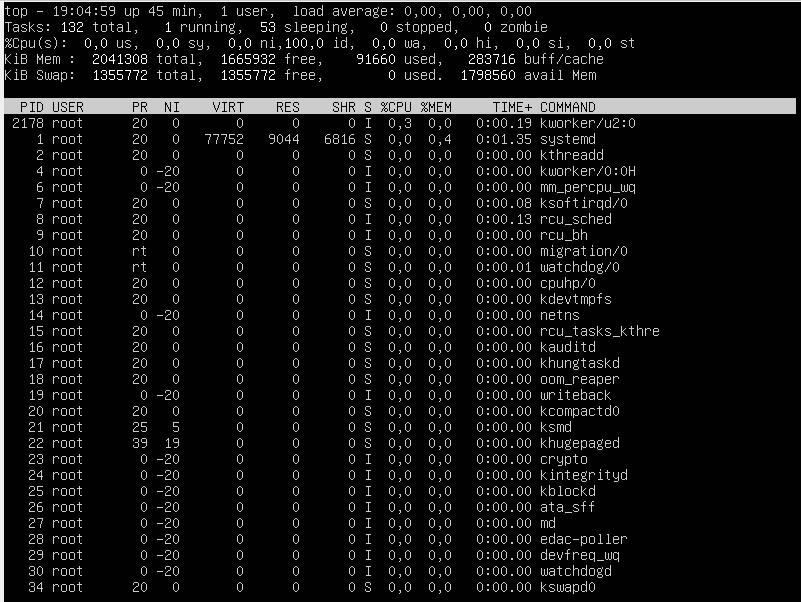 top - 19:04:59 up 45 min,  1 user,  load average: 0,00, 0,00, 0,00
Tasks: 132 total,   1 running,  53 sleeping,   0 stopped,   0 zombie
%Cpu(s):  0,0 us,  0,0 sy,  0,0 ni,100,0 id,  0,0 wa,  0,0 hi,  0,0 si,  0,0 st
KiB Mem :  2041308 total,  1665932 free,    91660 used,   283716 buff/cache
KiB Swap:  1355772 total,  1355772 free,        0 used.  1798560 avail Mem
PID USER      PR  NI    VIRT    RES    SHR S %CPU %MEM     TIME+ COMMAND
2178 root      20   0       0      0      0 I  0,3  0,0   0:00.19 kworker/u2:0
1 root      20   0   77752   9044   6816 S  0,0  0,4   0:01.35 systemd
2 root      20   0       0      0      0 S  0,0  0,0   0:00.00 kthreadd
4 root       0 -20       0      0      0 I  0,0  0,0   0:00.00 kworker/0:0H
6 root       0 -20       0      0      0 I  0,0  0,0   0:00.00 mm_percpu_wq
7 root      20   0       0      0      0 S  0,0  0,0   0:00.08 ksoftirqd/0
8 root      20   0       0      0      0 I  0,0  0,0   0:00.13 rcu_sched
9 root      20   0       0      0      0 I  0,0  0,0   0:00.00 rcu_bh
10 root      rt   0       0      0      0 S  0,0  0,0   0:00.00 migration/0
11 root      rt   0       0      0      0 S  0,0  0,0   0:00.01 watchdog/0
12 root      20   0       0      0      0 S  0,0  0,0   0:00.00 cpuhp/0
13 root      20   0       0      0      0 S  0,0  0,0   0:00.00 kdevtmpfs
14 root       0 -20       0      0      0 I  0,0  0,0   0:00.00 netns
15 root      20   0       0      0      0 S  0,0  0,0   0:00.00 rcu_tasks_kthre
16 root      20   0       0      0      0 S  0,0  0,0   0:00.00 kauditd
17 root      20   0       0      0      0 S  0,0  0,0   0:00.00 khungtaskd
18 root      20   0       0      0      0 S  0,0  0,0   0:00.00 oom_reaper
19 root       0 -20       0      0      0 I  0,0  0,0   0:00.00 writeback
20 root      20   0       0      0      0 S  0,0  0,0   0:00.00 kcompactd0
21 root      25   5       0      0      0 S  0,0  0,0   0:00.00 ksmd
22 root      39  19       0      0      0 S  0,0  0,0   0:00.00 khugepaged
23 root       0 -20       0      0      0 I  0,0  0,0   0:00.00 crypto
24 root       0 -20       0      0      0 I  0,0  0,0   0:00.00 kintegrityd
25 root       0 -20       0      0      0 I  0,0  0,0   0:00.00 kblockd
26 root       0 -20       0      0      0 I  0,0  0,0   0:00.00 ata_sff
27 root       0 -20       0      0      0 I  0,0  0,0   0:00.00 md
28 root       0 -20       0      0      0 I  0,0  0,0   0:00.00 edac-poller
29 root       0 -20       0      0      0 I  0,0  0,0   0:00.00 devfreq_wq
30 root       0 -20       0      0      0 I  0,0  0,0   0:00.00 watchdogd
34 root      20   0       0      0      0 S  0,0  0,0   0:00.00 kswapd0